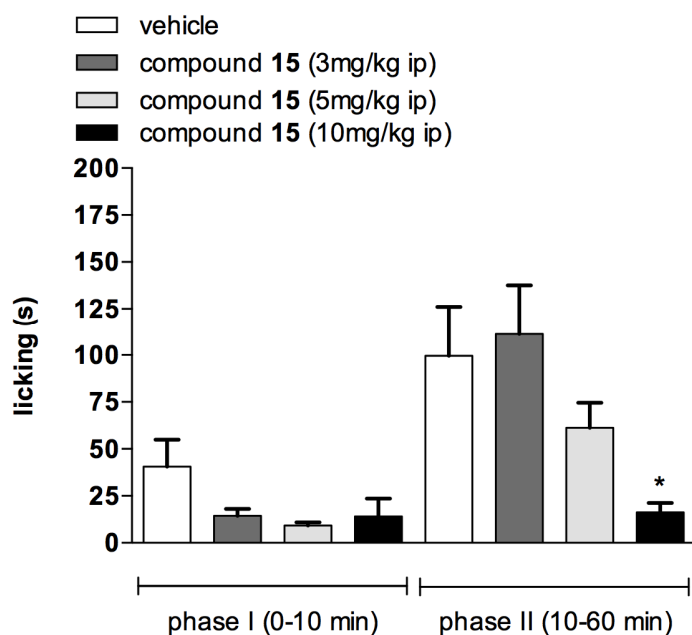 vehicle
compound 15 (3mg/kg ip)
compound 15 (5mg/kg ip)
compound 15 (10mg/kg ip)
200
175
150
125
100
75
50
25
0
licking (s)
*
phase I (0-10 min)
phase II (10-60 min)